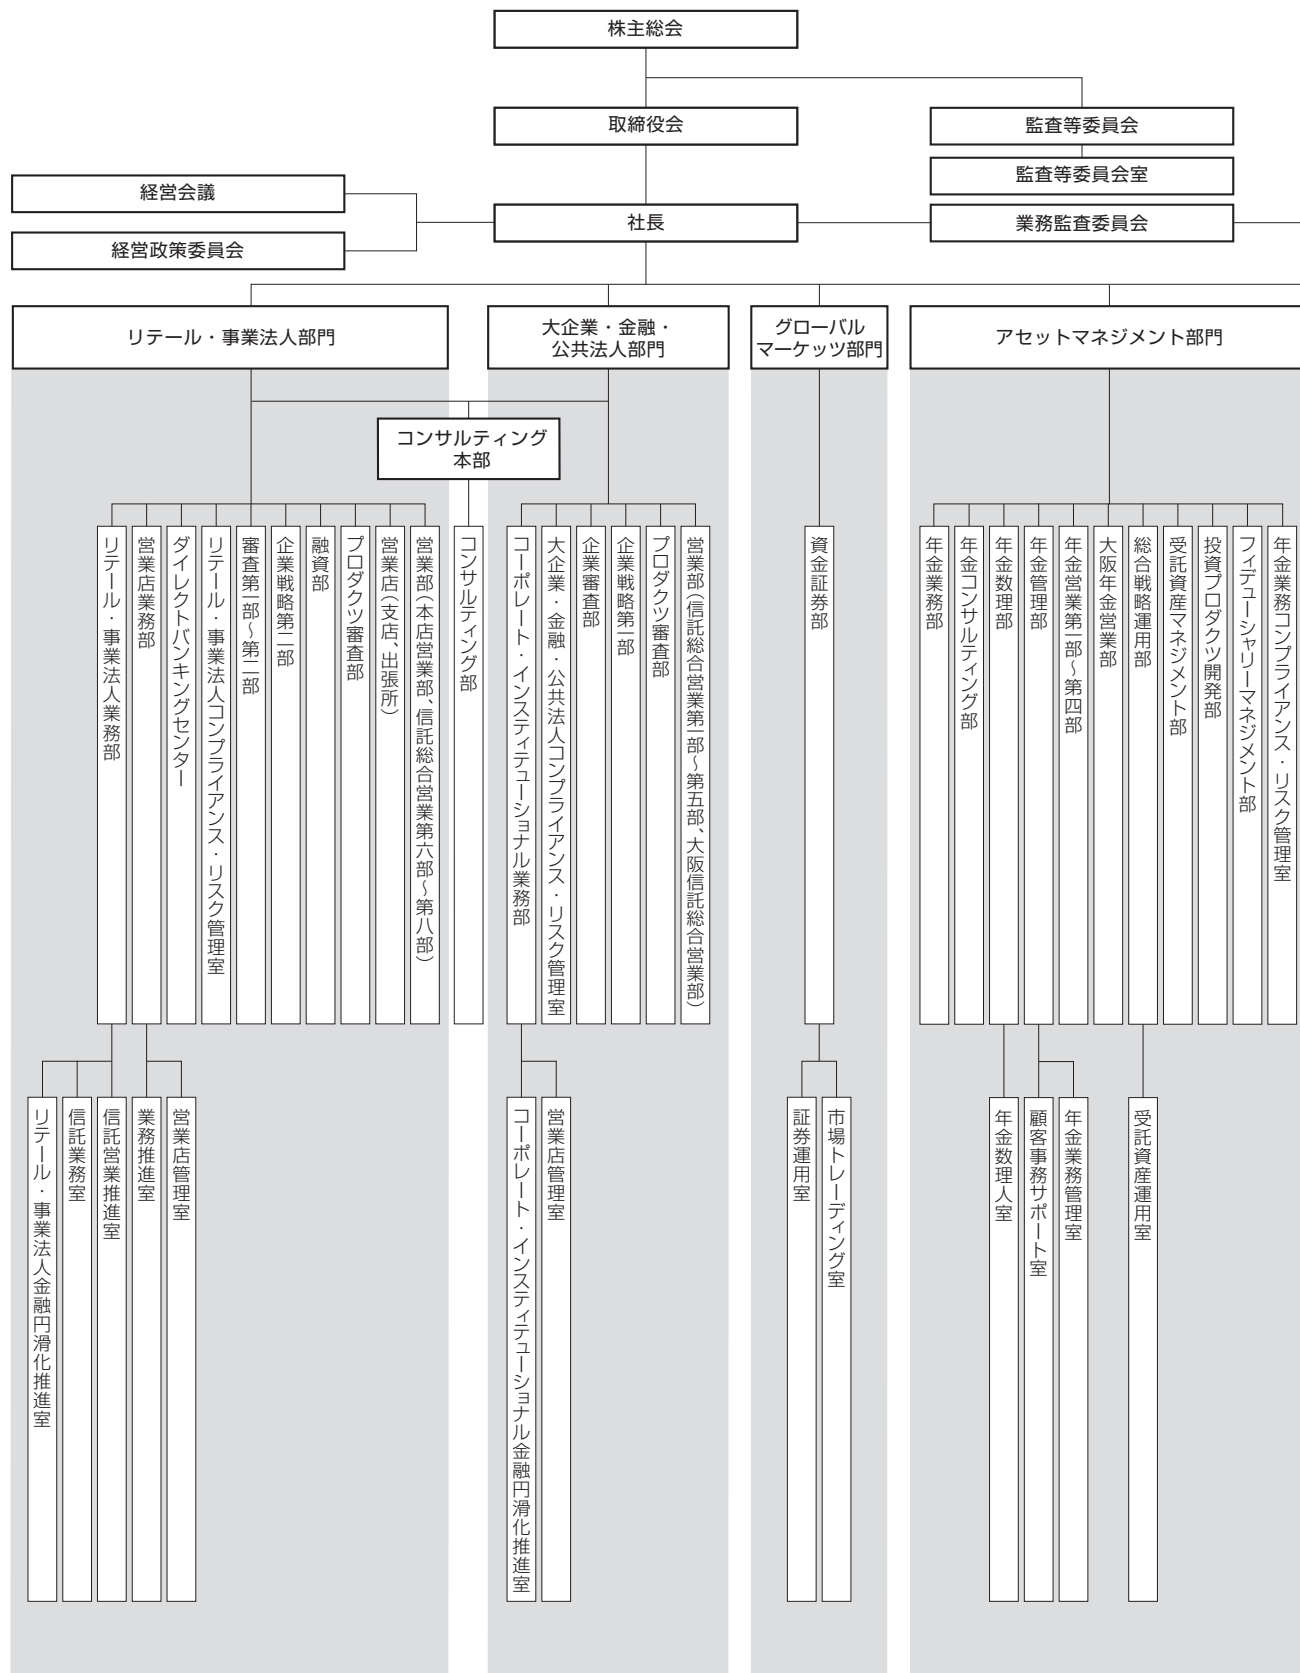 株主総会
取締役会
監査等委員会
監査等委員会室
経営会議
社長
業務監査委員会
経営政策委員会
リテール・事業法人部門
大企業・金融・
公共法人部門
グローバル
マーケッツ部門
アセットマネジメント部門
コンサルティング
本部
リテール・事業法人業務部
営業店業務部
ダイレクトバンキングセンター
リテール・事業法人コンプライアンス・リスク管理室
審査第一部～第二部
企業戦略第二部
融資部
プロダクツ審査部
営業店（支店、出張所）
営業部（本店営業部、信託総合営業第六部～第八部）
コンサルティング部
コーポレート・インスティテューショナル業務部
大企業・金融・公共法人コンプライアンス・リスク管理室
企業審査部
企業戦略第一部
プロダクツ審査部
営業部（信託総合営業第一部～第五部、大阪信託総合営業部）
資金証券部
年金業務部
年金コンサルティング部
年金数理部
年金管理部
年金営業第一部～第四部
大阪年金営業部
総合戦略運用部
受託資産マネジメント部
投資プロダクツ開発部
フィデューシャリーマネジメント部
年金業務コンプライアンス・リスク管理室
リテール・事業法人金融円滑化推進室
信託業務室
信託営業推進室
業務推進室
営業店管理室
コーポレート・インスティテューショナル金融円滑化推進室
営業店管理室
証券運用室
市場トレーディング室
年金数理人室
顧客事務サポート室
年金業務管理室
受託資産運用室